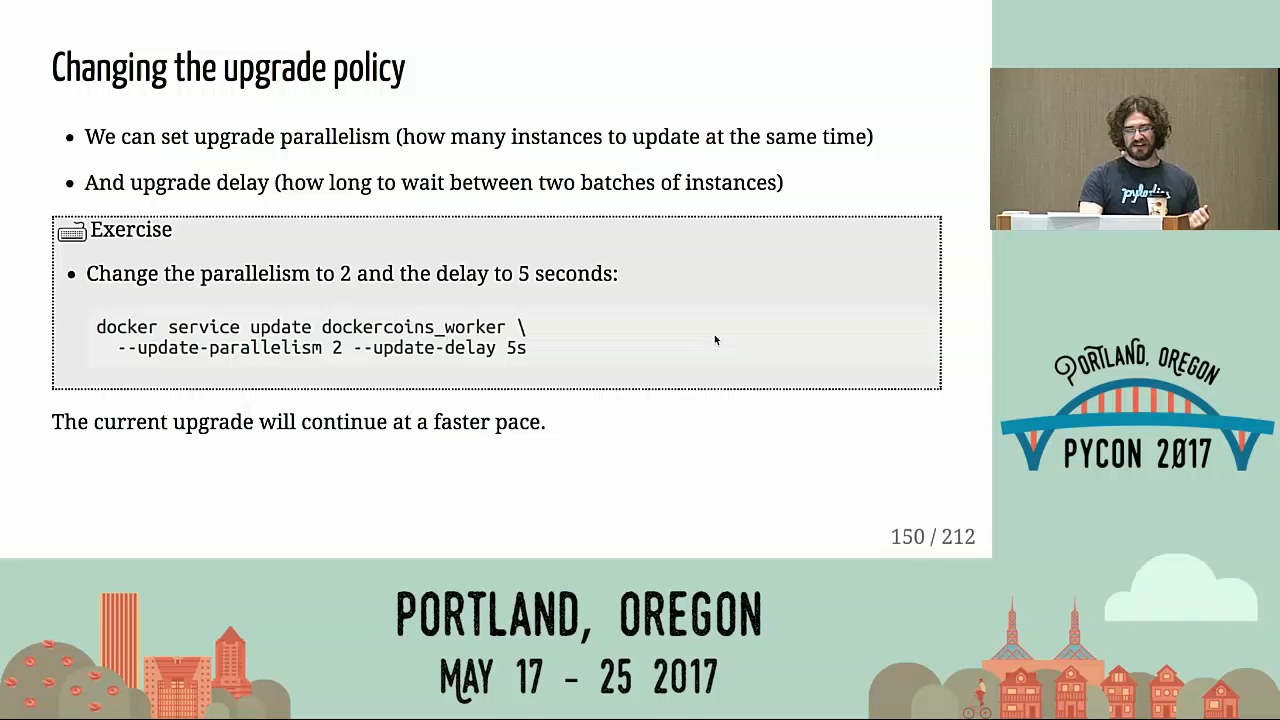 Changing the upgrade policy
• We can set upgrade parallelism (how many instances to update at the same time)
• And upgrade delay (how long to wait between two batches of instances)
Exercise
• Change the parallelism to 2 and the delay to 5 seconds:
docker service update dockercoins_worker \
--update-parallelism 2 --update-delay 5s
The current upgrade will continue at a faster pace.
150 / 212
PORTLAND, OREGON
PYCON 2017
PORTLAND, OREGON
MAY 17 - 25 2017